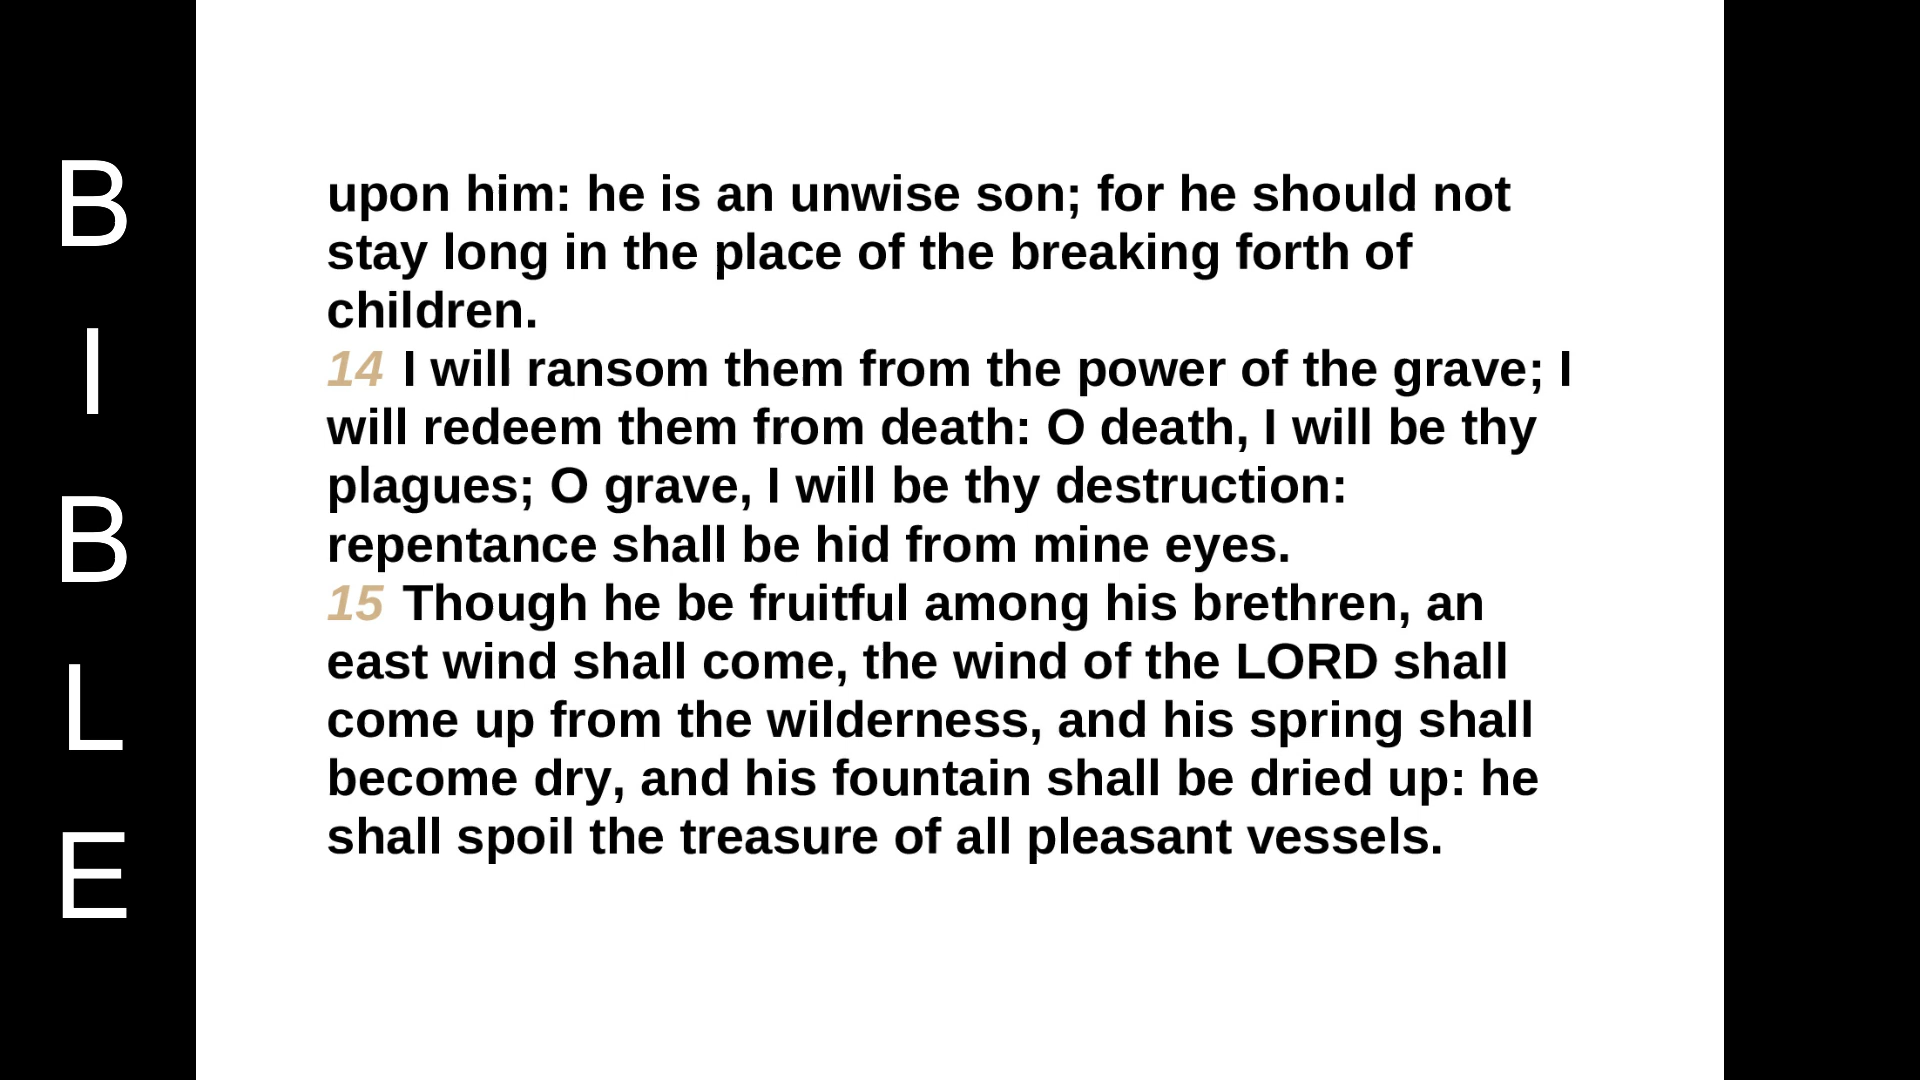 BIBLE
upon him: he is an unwise son; for he should not
stay long in the place of the breaking forth of
children.
14 I will ransom them from the power of the grave; I
will redeem them from death: O death, I will be thy
plagues; O grave, I will be thy destruction:
repentance shall be hid from mine eyes.
15 Though he be fruitful among his brethren, an
east wind shall come, the wind of the LORD shall
come up from the wilderness, and his spring shall
become dry, and his fountain shall be dried up: he
shall spoil the treasure of all pleasant vessels.